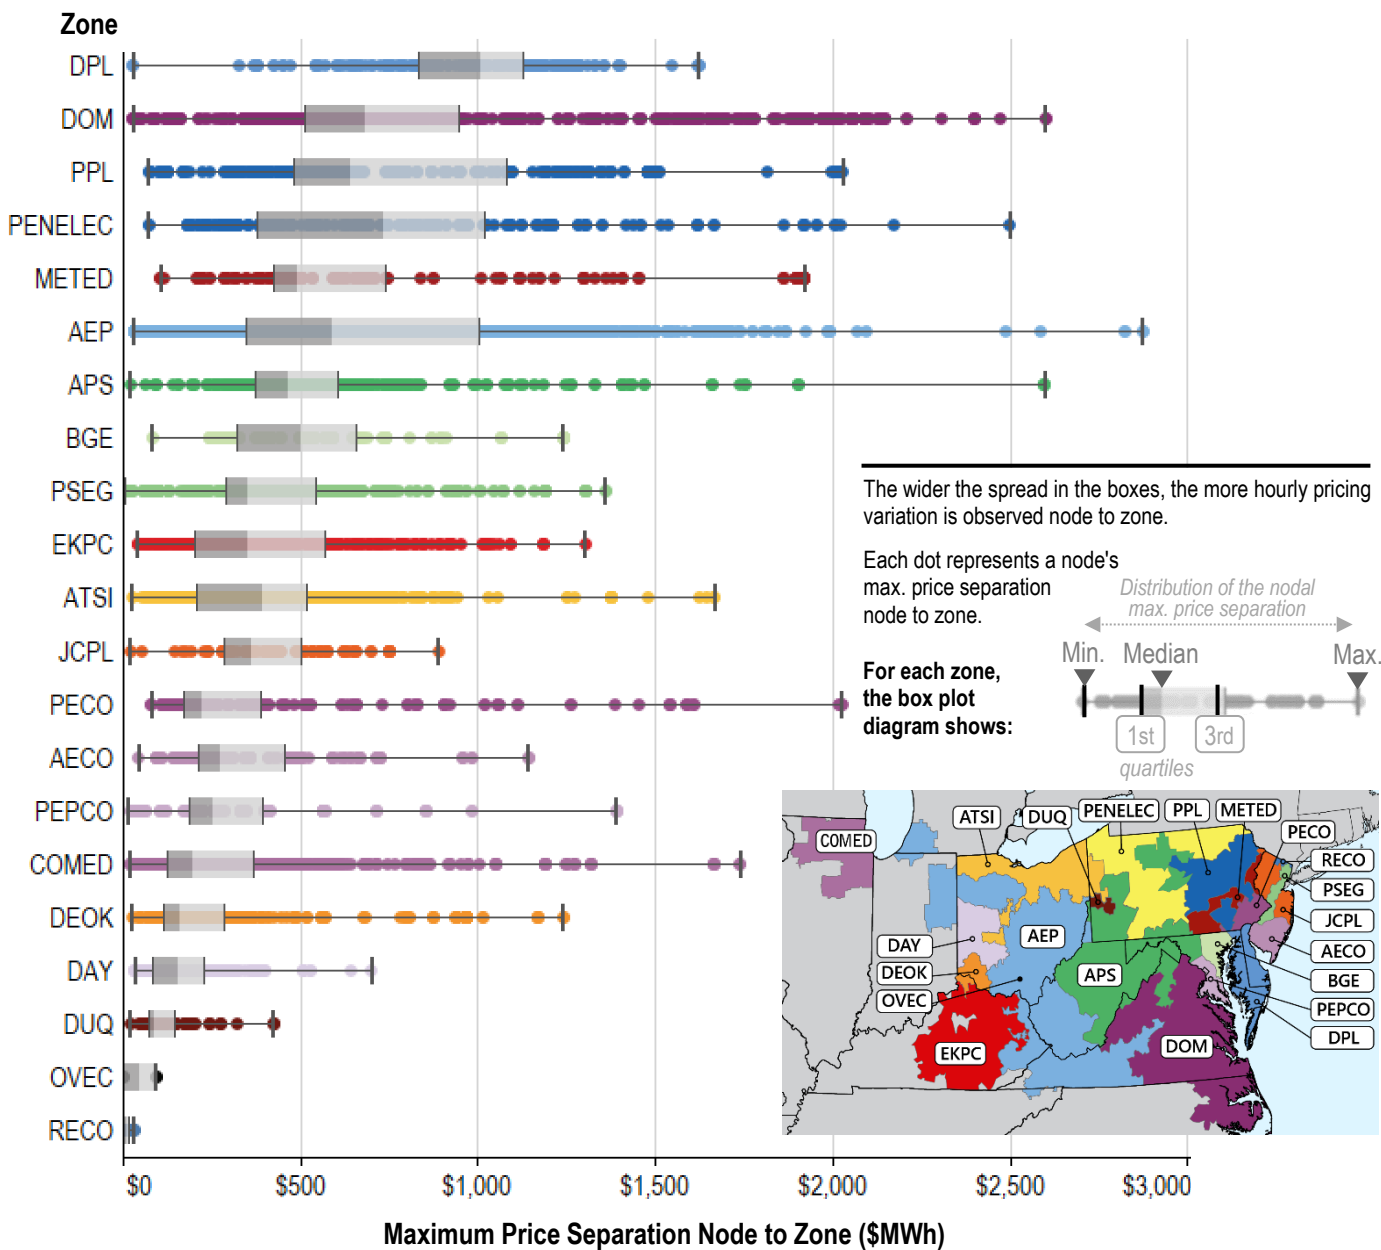 Zone
DPL
DOM
PPL
PENELEC
METED
AEP
APS
BGE
PSEG
EKPC
ATSI
JCPL
PECO
AECO
PEPCO
COMED
DEOK
DAY
DUQ
OVEC
RECO
$0
$500
$1,000
$1,500
$2,000
$2,500
$3,000
Maximum Price Separation Node to Zone ($MWh)
The wider the spread in the boxes, the more hourly pricing
variation is observed node to zone.
Each dot represents a node's
max. price separation
node to zone.
For each zone,
the box plot
diagram shows:
Distribution of the nodal
max. price separation
Min.
Median
Max.
1st
3rd
quartiles
COMED
ATSI
DUQ
PENELEC
PPL
METED
PECO
RECO
PSEG
JCPL
AECO
BGE
PEPCO
DPL
DAY
DEOK
OVEC
AEP
APS
EKPC
DOM